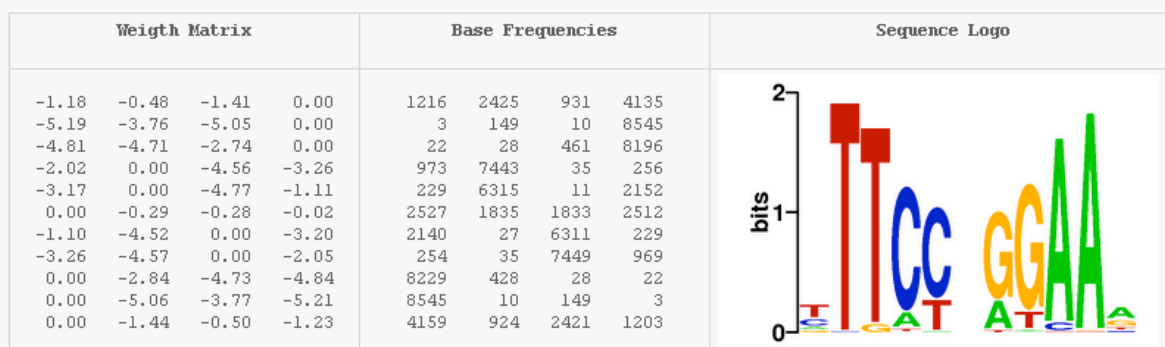 Weigth Matrix Base Frequencies Sequence Logo
-1.18 -0.48 -1.41 0.00 1216 2425 931 4135
-5.19 -3.76 -5.05 0.00 3 149 10 8545
-4.81 -4.71 -2.74 0.00 22 28 461 8196
-2.02 0.00 -4.56 -3.26 973 7443 35 256
-3.17 0.00 -4.77 -1.11 229 6315 11 2152
0.00 -0.29 -0.28 -0.02 2527 1835 1833 2512
-1.10 -4.52 0.00 -3.20 2140 27 6311 229
-3.26 -4.57 0.00 -2.05 254 35 7449 969
0.00 -2.84 -4.73 -4.84 8229 428 28 22
0.00 -5.06 -3.77 -5.21 8545 10 149 3
0.00 -1.44 -0.50 -1.23 4159 924 2421 1203
2
1
0
bits
T T T C C G G A A A
C G A T A T C G